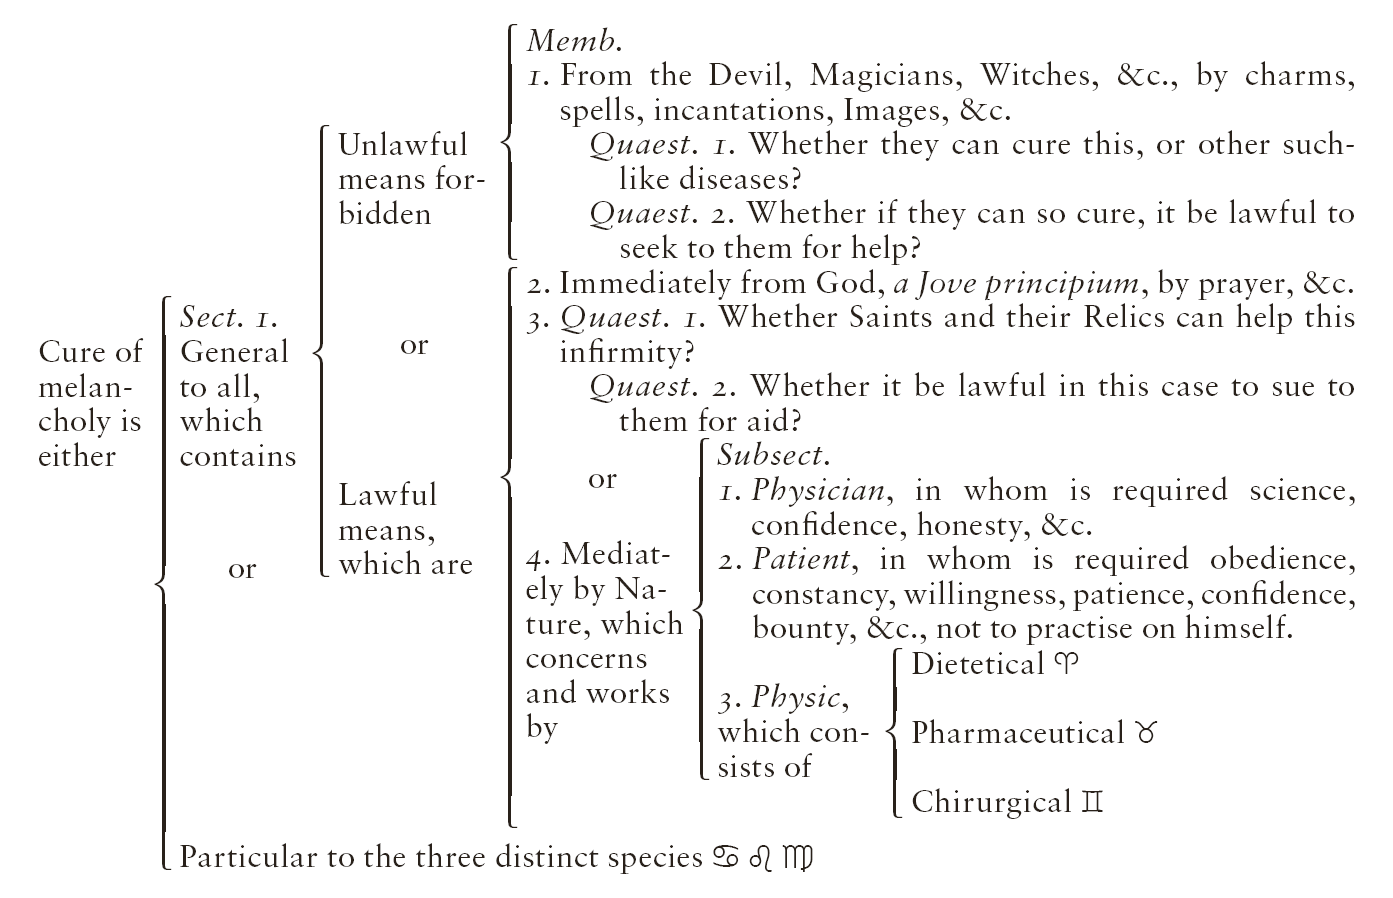 Cure of
melan-
choly is
either
Sect. 1.
General
to all,
which
contains
or
Particular to the three distinct species ♋ ♌ ♍
Unlawful
means for-
bidden
or
Lawful
means,
which are
Memb.
1. From the Devil, Magicians, Witches, &c., by charms,
spells, incantations, Images, &c.
Quaest. 1. Whether they can cure this, or other such-
like diseases?
Quaest. 2. Whether if they can so cure, it be lawful to
seek to them for help?
2. Immediately from God, a Jove principium, by prayer, &c.
3. Quaest. 1. Whether Saints and their Relics can help this
infirmity?
Quaest. 2. Whether it be lawful in this case to sue to
them for aid?
or
4. Mediat-
ely by Na-
ture, which
concerns
and works
by
Subsect.
1. Physician, in whom is required science,
confidence, honesty, &c.
2. Patient, in whom is required obedience,
constancy, willingness, patience, confidence,
bounty, &c., not to practise on himself.
3. Physic,
which con-
sists of
Dietetical ♈
Pharmaceutical ♉
Chirurgical ♊